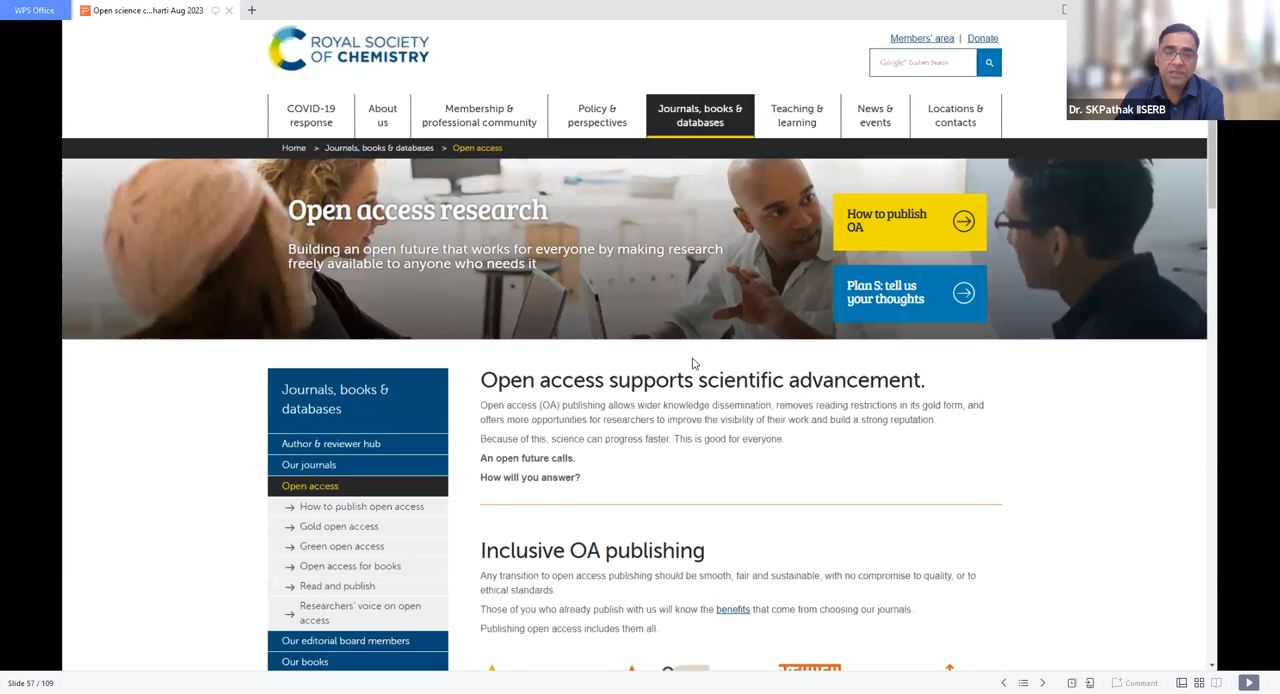 WPS Office
Open science c...harti Aug 2023
ROYAL SOCIETY
OF CHEMISTRY
Members' area | Donate
Google™ Custom Search
Dr. SKPathak IISERB
COVID-19
response
About
us
Membership &
professional community
Policy &
perspectives
Journals, books &
databases
Teaching &
learning
News &
events
Locations &
contacts
Home > Journals, books & databases > Open access
Open access research
Building an open future that works for everyone by making research
freely available to anyone who needs it
How to publish
OA
Plan S: tell us
your thoughts
Journals, books &
databases
Author & reviewer hub
Our journals
Open access
How to publish open access
Gold open access
Green open access
Open access for books
Read and publish
Researchers' voice on open
access
Our editorial board members
Our books
Open access supports scientific advancement.
Open access (OA) publishing allows wider knowledge dissemination, removes reading restrictions in its gold form, and
offers more opportunities for researchers to improve the visibility of their work and build a strong reputation.
Because of this, science can progress faster. This is good for everyone.
An open future calls.
How will you answer?
Inclusive OA publishing
Any transition to open access publishing should be smooth, fair and sustainable, with no compromise to quality, or to
ethical standards.
Those of you who already publish with us will know the benefits that come from choosing our journals.
Publishing open access includes them all.
Slide 57 / 109
Comment